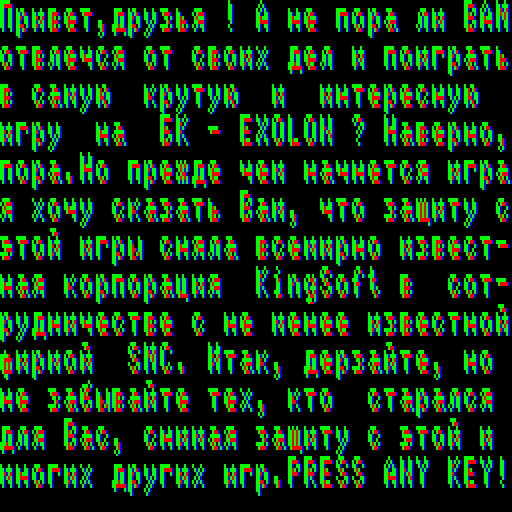 Привет,друзья ! А не пора ли ВАМ
отвлечся от своих дел и поиграть
в самую  крутую  и  интересную
игру  на  БК - EXOLON ? Наверно,
пора.Но прежде чем начнется игра
я хочу сказать Вам, что защиту с
этой игры сняла всемирно извест-
ная корпорация  KingSoft в  сот-
рудничестве с не менее известной
фирмой  SMC. Итак, дерзайте, но
не забывайте тех, кто  старался
для Вас, снимая защиту с этой и
многих других игр.PRESS ANY KEY!